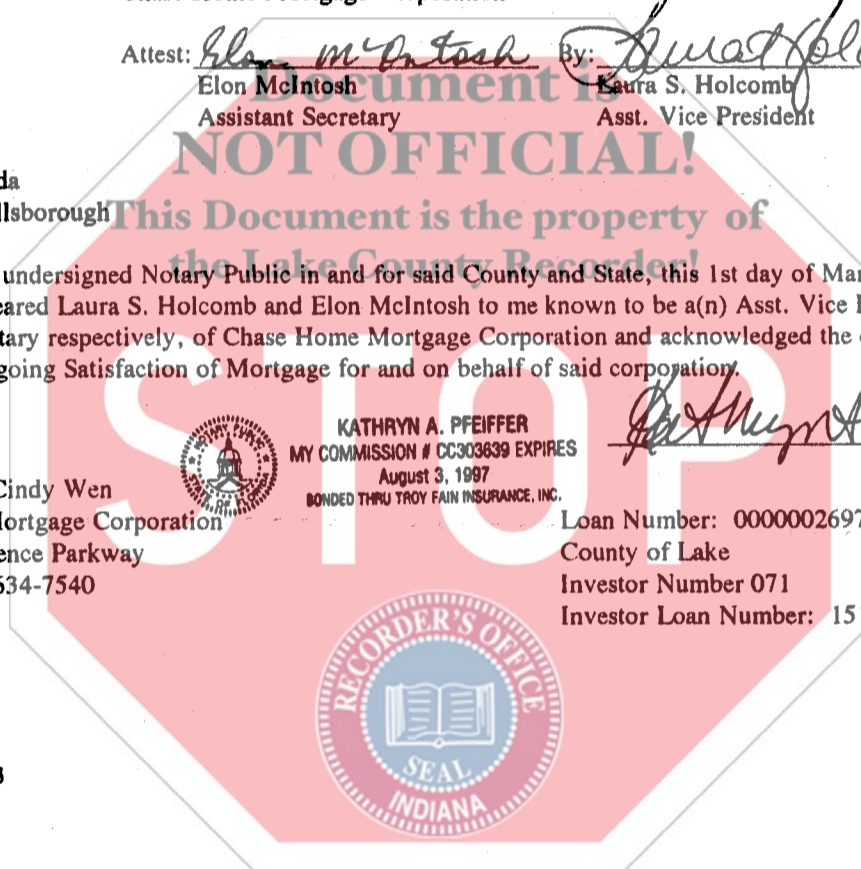 Attest: Elon McIntosh By:
Elon McIntosh Laura S. Holcomb
Assistant Secretary Asst. Vice President
Document is
NOT OFFICIAL!
This Document is the property of
the Lake County Recorder!
da
llsborough
undersigned Notary Public in and for said County and State, this 1st day of Mar
eared Laura S. Holcomb and Elon McIntosh to me known to be a(n) Asst. Vice
tary respectively, of Chase Home Mortgage Corporation and acknowledged the
going Satisfaction of Mortgage for and on behalf of said corporation.
STOP
KATHRYN A. PFEIFFER
MY COMMISSION # CC303639 EXPIRES
August 3, 1997
BONDED THRU TROY FAIN INSURANCE, INC.
Cindy Wen
ortgage Corporation
ence Parkway
634-7540
Loan Number: 0000002697
County of Lake
Investor Number 071
Investor Loan Number: 15
RECORDER'S OFFICE
SEAL
INDIANA